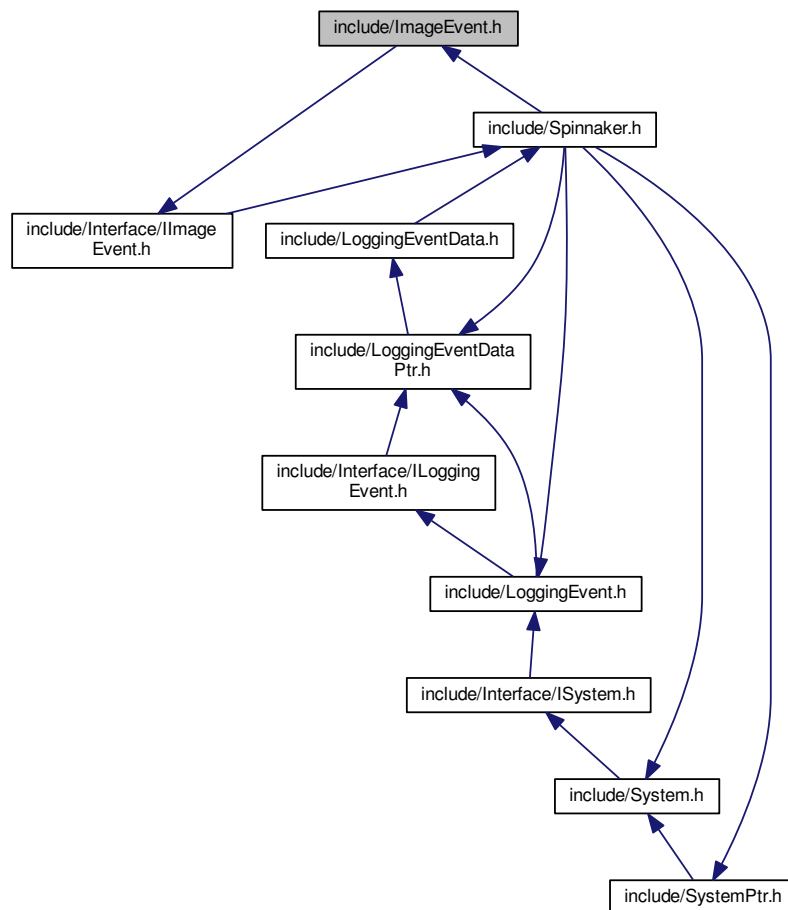 include/ImageEvent.h
include/Spinnaker.h
include/Interface/IImage
Event.h
include/LoggingEventData.h
include/LoggingEventData
Ptr.h
include/Interface/ILogging
Event.h
include/LoggingEvent.h
include/Interface/ISystem.h
include/System.h
include/SystemPtr.h